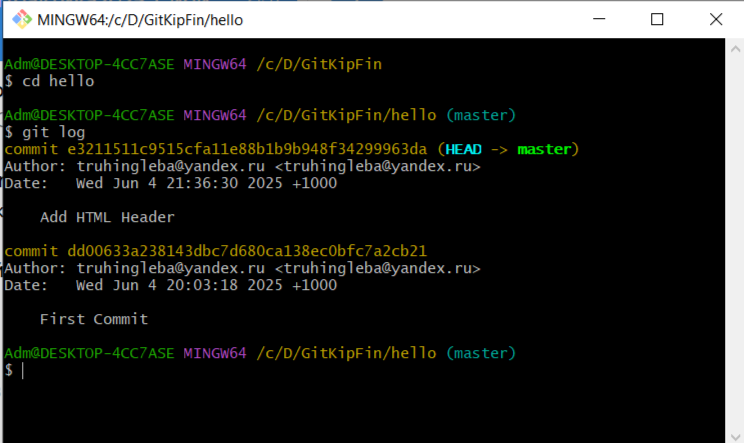 MINGW64:/c/D/GitKipFin/hello
Adm@DESKTOP-4CC7ASE MINGW64 /c/D/GitKipFin
$ cd hello
Adm@DESKTOP-4CC7ASE MINGW64 /c/D/GitKipFin/hello (master)
$ git log
commit e3211511c9515cfa11e88b1b9b948f34299963da (HEAD -> master)
Author: truhingleba@yandex.ru <truhingleba@yandex.ru>
Date:   Wed Jun 4 21:36:30 2025 +1000
    Add HTML Header
commit dd00633a238143dbc7d680ca138ec0bfc7a2cb21
Author: truhingleba@yandex.ru <truhingleba@yandex.ru>
Date:   Wed Jun 4 20:03:18 2025 +1000
    First Commit
Adm@DESKTOP-4CC7ASE MINGW64 /c/D/GitKipFin/hello (master)
$